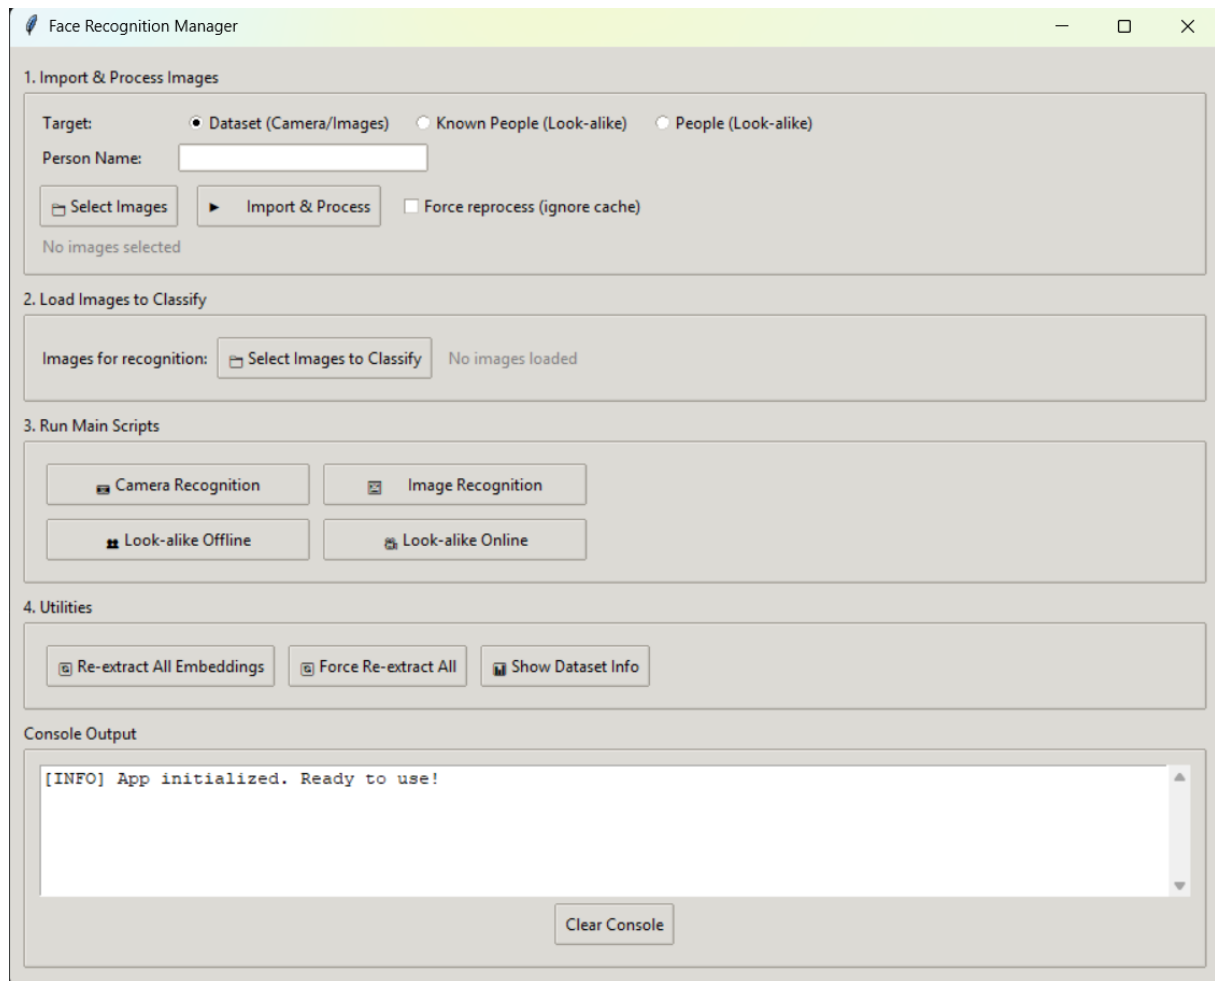 Face Recognition Manager
1. Import & Process Images
Target: Dataset (Camera/Images) Known People (Look-alike) People (Look-alike)
Person Name:
Select Images Import & Process Force reprocess (ignore cache)
No images selected
2. Load Images to Classify
Images for recognition: Select Images to Classify No images loaded
3. Run Main Scripts
Camera Recognition Image Recognition
Look-alike Offline Look-alike Online
4. Utilities
Re-extract All Embeddings Force Re-extract All Show Dataset Info
Console Output
[INFO] App initialized. Ready to use!
Clear Console